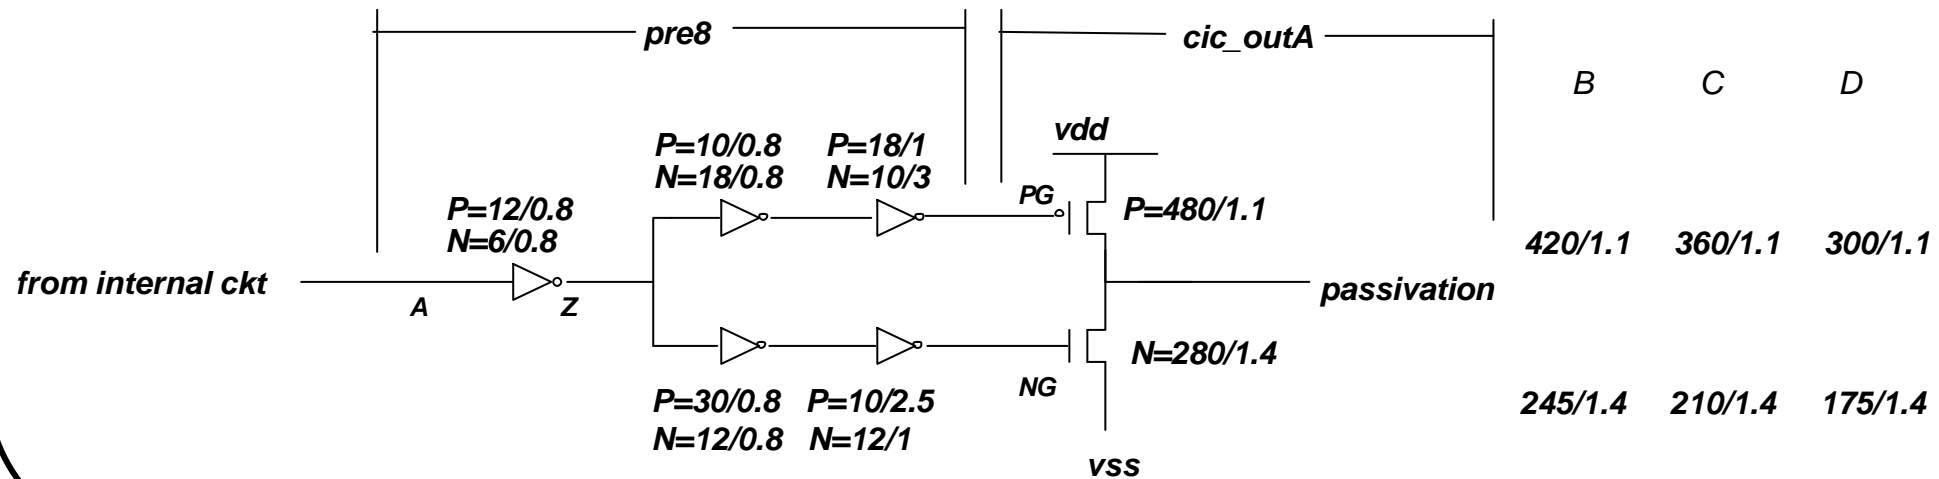 pre8
cic_outA
B C D
vdd
P=10/0.8 P=18/1
N=18/0.8 N=10/3
PG
P=12/0.8
N=6/0.8
P=480/1.1
420/1.1 360/1.1 300/1.1
from internal ckt
A
Z
passivation
N=280/1.4
NG
P=30/0.8 P=10/2.5
N=12/0.8 N=12/1
245/1.4 210/1.4 175/1.4
vss